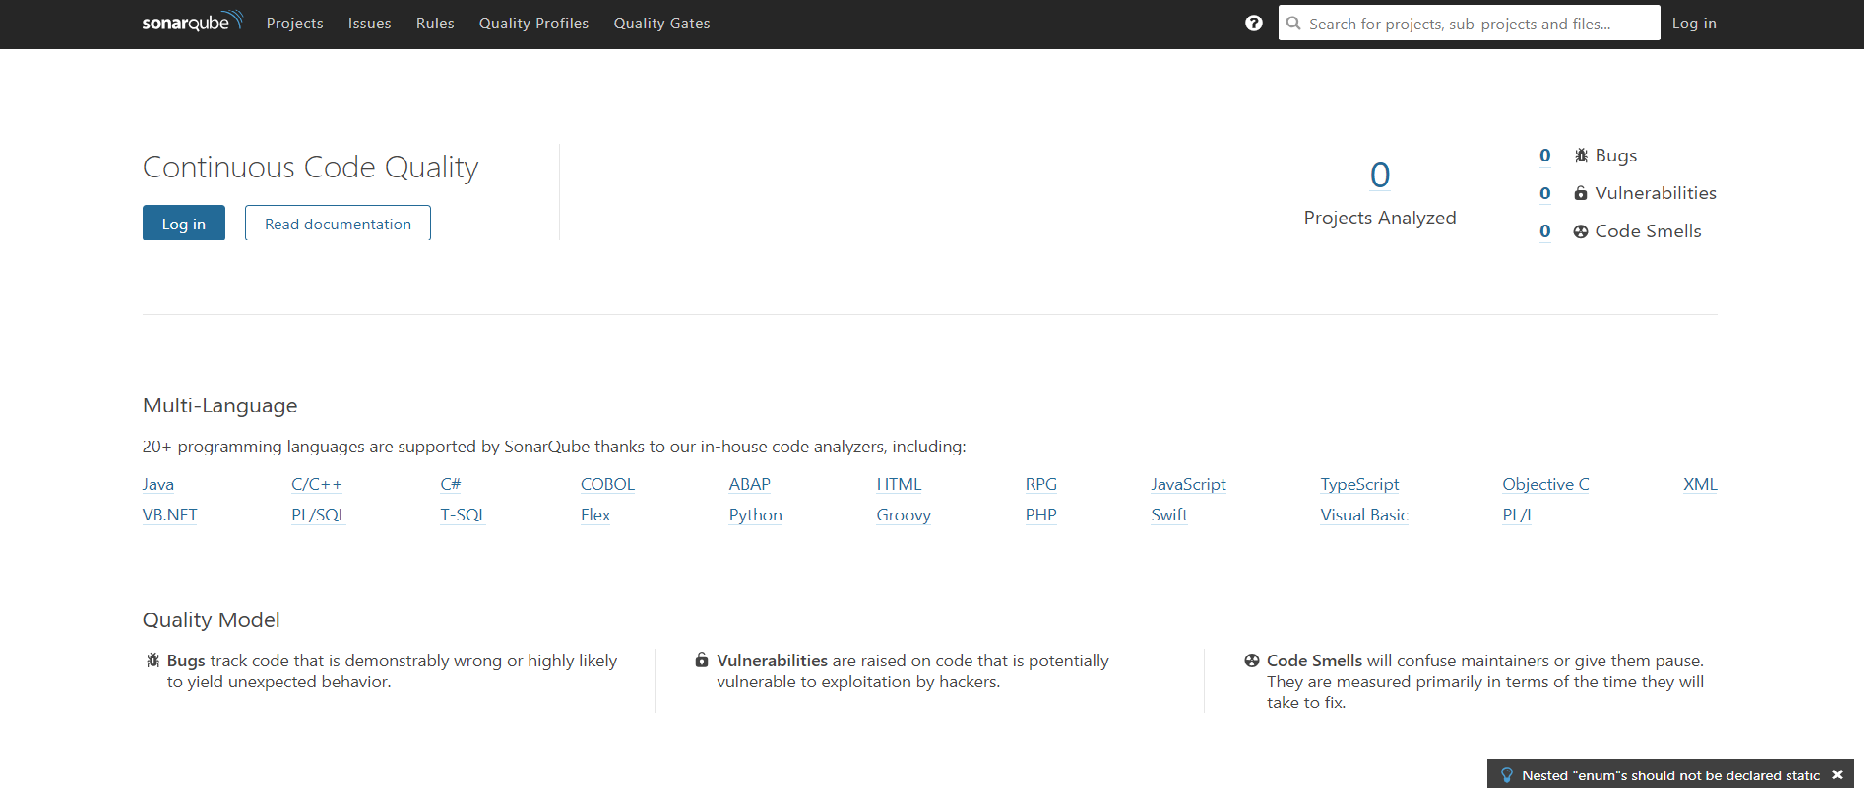 sonarqube Projects Issues Rules Quality Profiles Quality Gates ? Search for projects, sub-projects and files... Log in
Continuous Code Quality
Log in Read documentation
0
Projects Analyzed
0 Bugs
0 Vulnerabilities
0 Code Smells
Multi-Language
20+ programming languages are supported by SonarQube thanks to our in-house code analyzers, including:
Java C/C++ C# COBOL ABAP HTML RPG JavaScript TypeScript Objective C XML
VB.NET PL/SQL T-SQL Flex Python Groovy PHP Swift Visual Basic PL/I
Quality Model
Bugs track code that is demonstrably wrong or highly likely
to yield unexpected behavior.
Vulnerabilities are raised on code that is potentially
vulnerable to exploitation by hackers.
Code Smells will confuse maintainers or give them pause.
They are measured primarily in terms of the time they will
take to fix.
Nested "enum"s should not be declared static ×